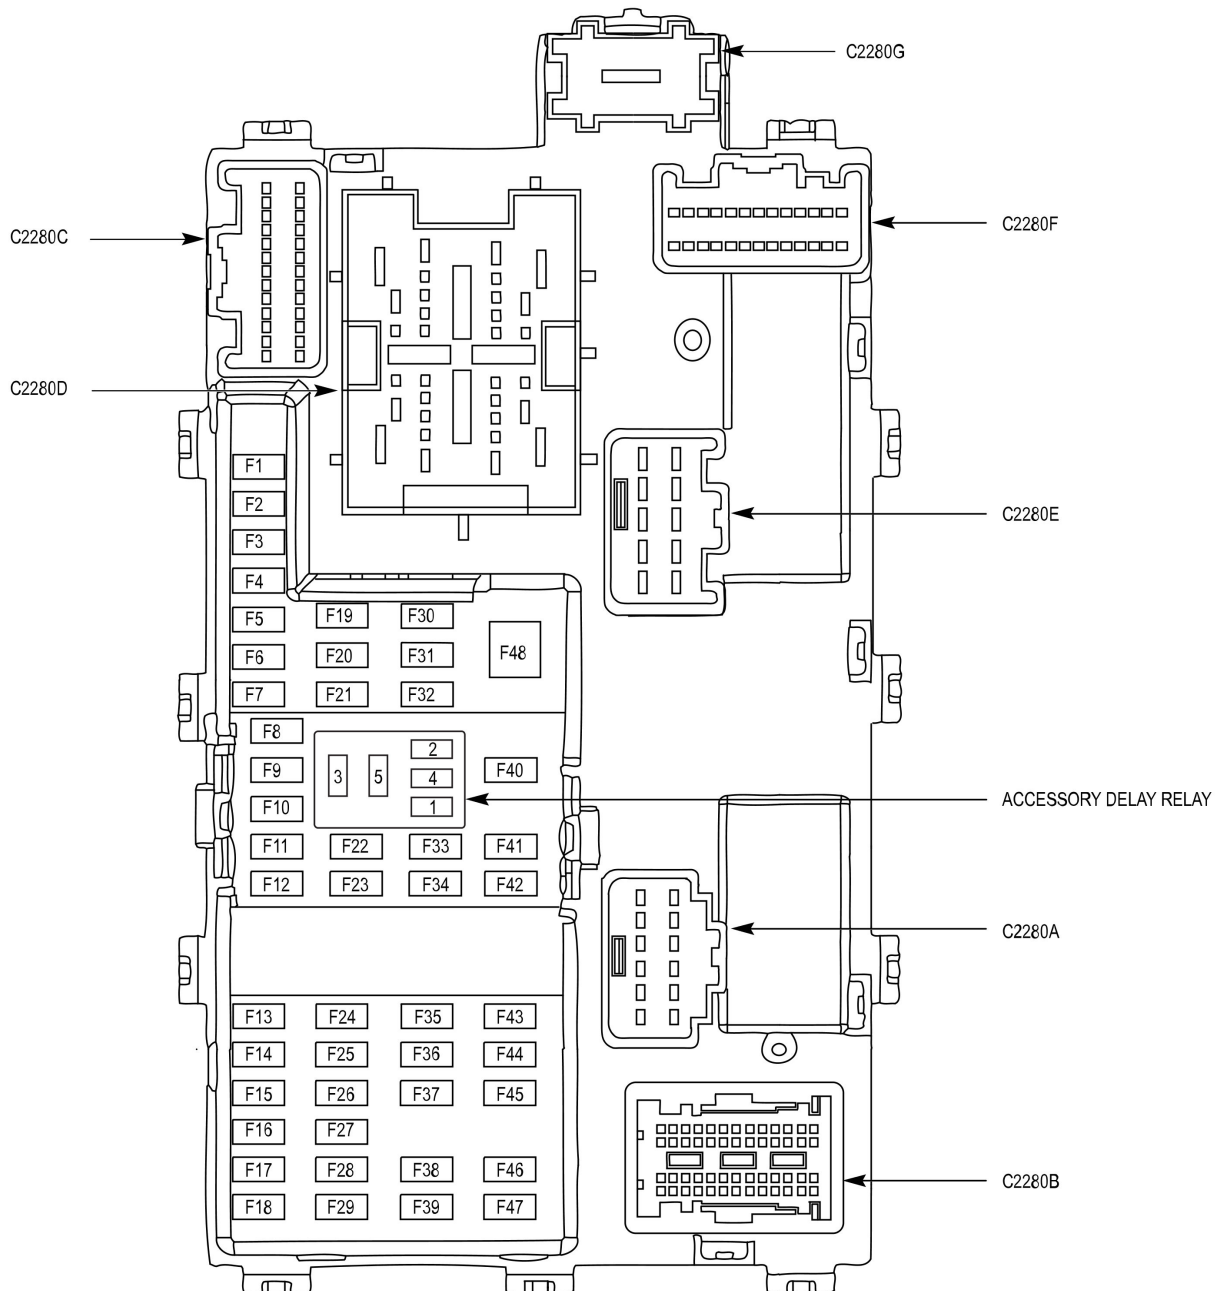 C2280G
C2280C
C2280F
C2280D
F1
F2
C2280E
F3
F4
F5 F19 F30
F6 F20 F31 F48
F7 F21 F32
F8
2
F9 3 5 4 F40
F10 1 ACCESSORY DELAY RELAY
F11 F22 F33 F41
F12 F23 F34 F42
C2280A
F13 F24 F35 F43
F14 F25 F36 F44
F15 F26 F37 F45
F16 F27
F17 F28 F38 F46
C2280B
F18 F29 F39 F47